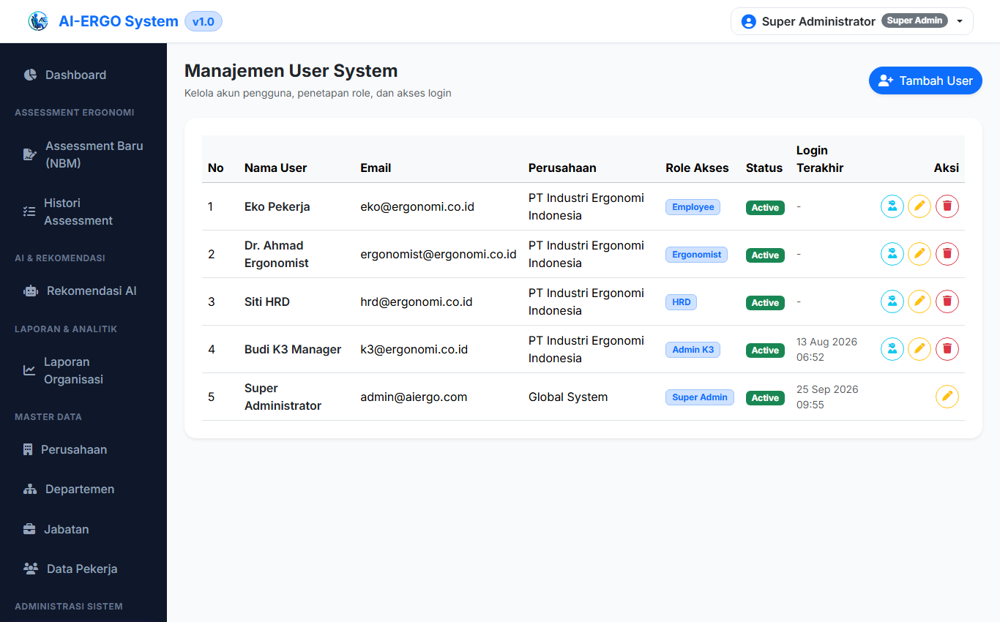 AI-ERGO System v1.0
Super Administrator Super Admin
Dashboard
ASSESSMENT ERGONOMI
Assessment Baru
(NBM)
Histori
Assessment
AI & REKOMENDASI
Rekomendasi AI
LAPORAN & ANALITIK
Laporan
Organisasi
MASTER DATA
Perusahaan
Departemen
Jabatan
Data Pekerja
ADMINISTRASI SISTEM
Manajemen User System
Kelola akun pengguna, penetapan role, dan akses login
Tambah User
No Nama User Email Perusahaan Role Akses Status Login Terakhir Aksi
1 Eko Pekerja eko@ergonomi.co.id PT Industri Ergonomi Indonesia Employee Active -
2 Dr. Ahmad Ergonomist ergonomist@ergonomi.co.id PT Industri Ergonomi Indonesia Ergonomist Active -
3 Siti HRD hrd@ergonomi.co.id PT Industri Ergonomi Indonesia HRD Active -
4 Budi K3 Manager k3@ergonomi.co.id PT Industri Ergonomi Indonesia Admin K3 Active 13 Aug 2026 06:52
5 Super Administrator admin@aiergo.com Global System Super Admin Active 25 Sep 2026 09:55